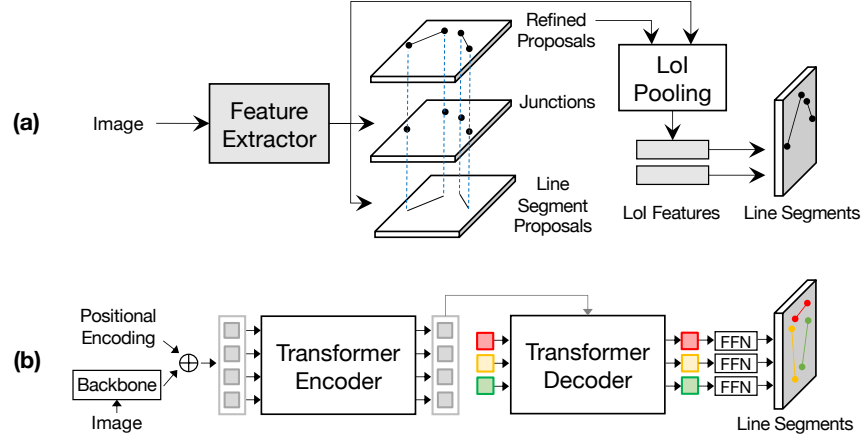 (a)
Image
Feature
Extractor
Refined
Proposals
Junctions
Line
Segment
Proposals
LoI
Pooling
LoI Features
Line Segments
(b)
Positional
Encoding
Backbone
Image
Transformer
Encoder
Transformer
Decoder
FFN
FFN
FFN
Line Segments